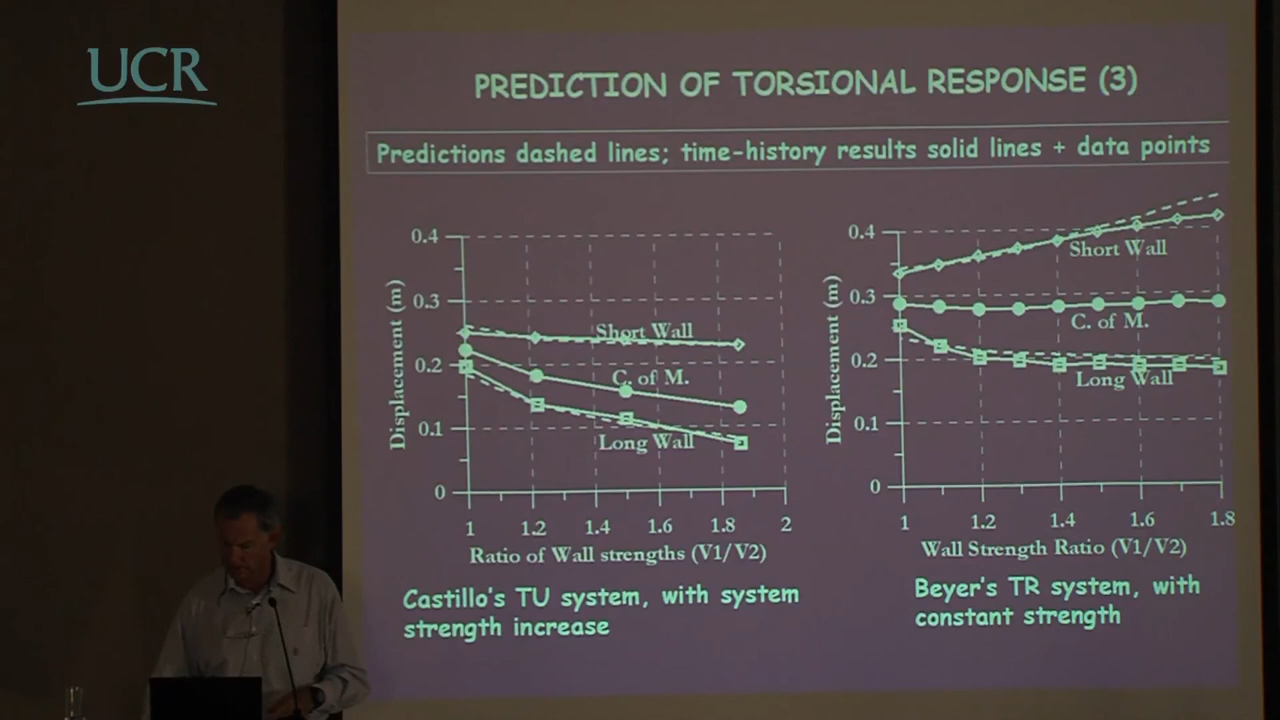 UCR
PREDICTION OF TORSIONAL RESPONSE (3)
Predictions dashed lines; time-history results solid lines + data points
0.4
0.3
0.2
0.1
0
Displacement (m)
Short Wall
C. of M.
Long Wall
1 1.2 1.4 1.6 1.8 2
Ratio of Wall strengths (V1/V2)
Castillo's TU system, with system
strength increase
0.4
0.3
0.2
0.1
0
Displacement (m)
Short Wall
C. of M.
Long Wall
1 1.2 1.4 1.6 1.8
Wall Strength Ratio (V1/V2)
Beyer's TR system, with
constant strength